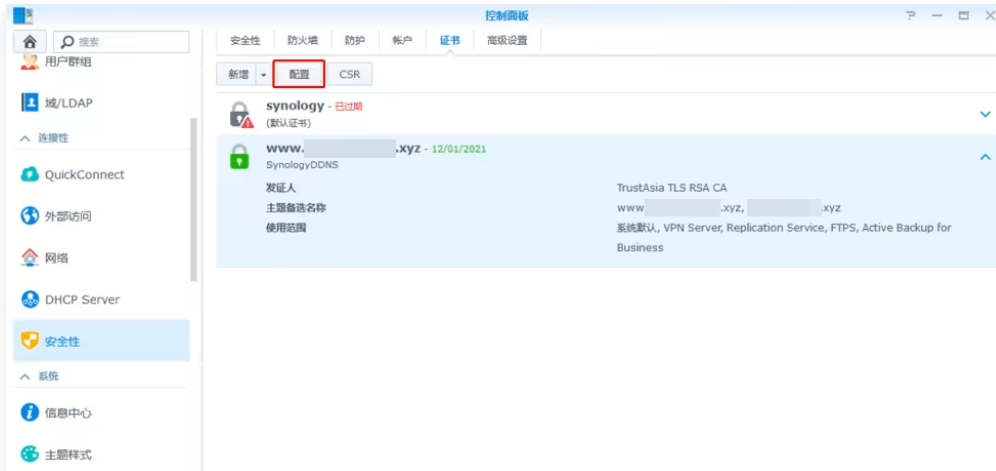 控制面板
搜索
安全性 防火墙 防护 帐户 证书 高级设置
用户群组
新增 配置 CSR
域/LDAP
synology - 已过期
(默认证书)
连接性
www. .xyz - 12/01/2021
SynologyDDNS
QuickConnect
发证人 TrustAsia TLS RSA CA
主题备选名称 www .xyz, .xyz
外部访问
使用范围 系统默认, VPN Server, Replication Service, FTPS, Active Backup for
Business
网络
DHCP Server
安全性
系统
信息中心
主题样式